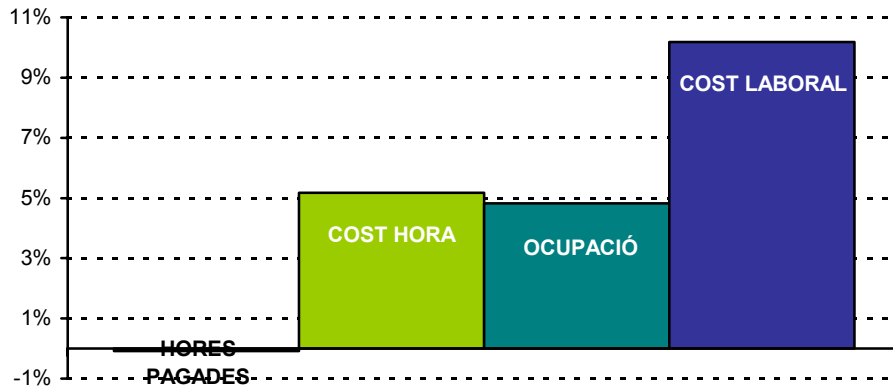 11%
9%
7%
5%
3%
1%
-1%
COST LABORAL
COST HORA
OCUPACIÓ
HORES
PAGADES